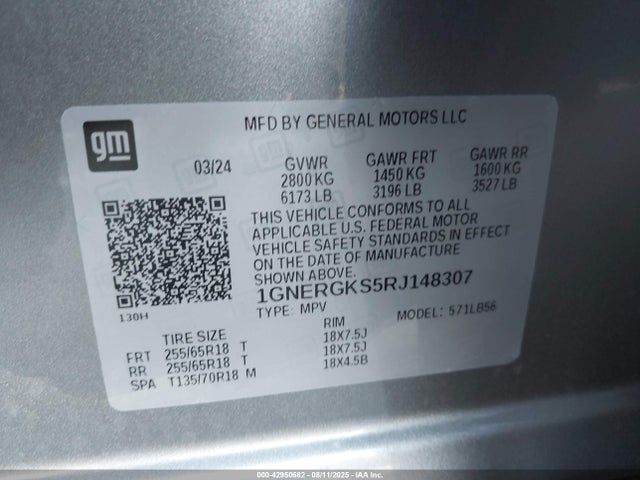 gm
MFD BY GENERAL MOTORS LLC
03/24 GVWR GAWR FRT GAWR RR
2800 KG 1450 KG 1600 KG
6173 LB 3196 LB 3527 LB
THIS VEHICLE CONFORMS TO ALL
APPLICABLE U.S. FEDERAL MOTOR
VEHICLE SAFETY STANDARDS IN EFFECT
ON THE DATE OF MANUFACTURE
SHOWN ABOVE.
1GNERGKS5RJ148307
130H TYPE: MPV MODEL: 571LB56
TIRE SIZE RIM
FRT 255/65R18 T 18X7.5J
RR 255/65R18 T 18X7.5J
SPA T135/70R18 M 18X4.5B
000-42950682 - 08/11/2025 - IAA Inc.